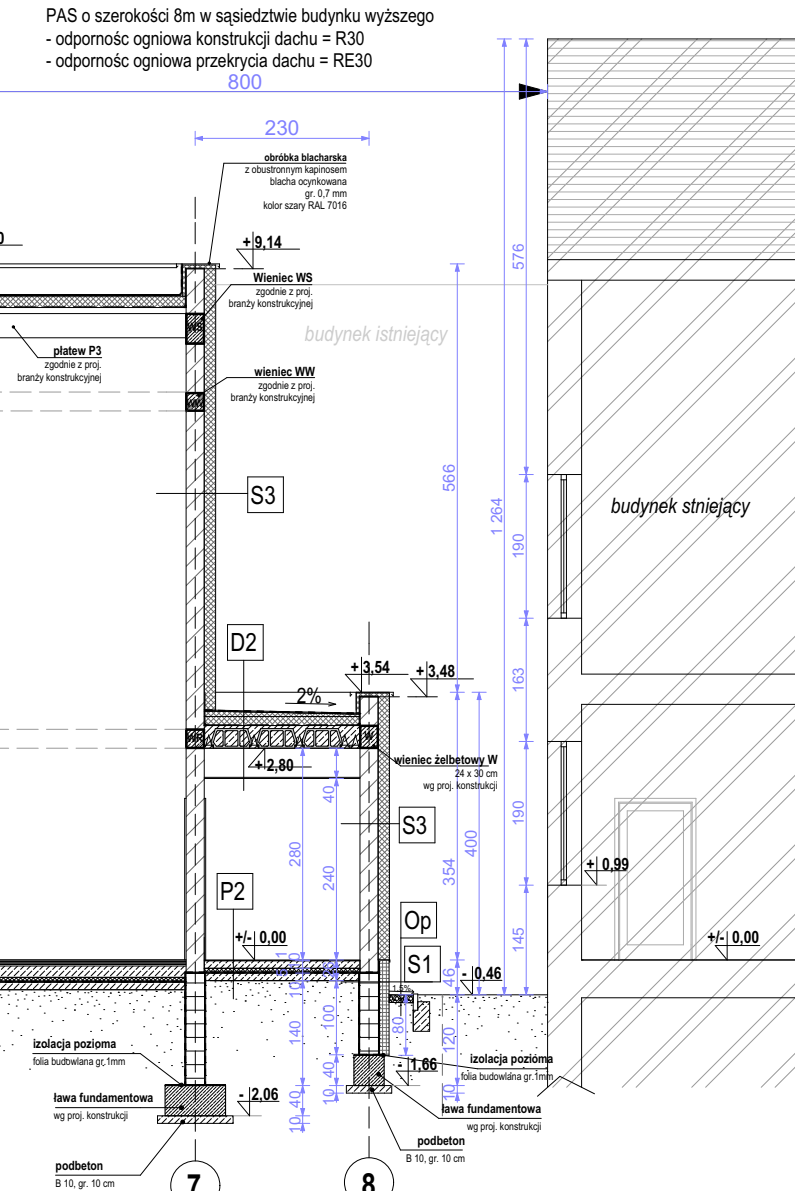 PAS o szerokości 8m w sąsiedztwie budynku wyższego
- odpornośc ogniowa konstrukcji dachu = R30
- odpornośc ogniowa przekrycia dachu = RE30
800
230
obróbka blacharska
z obustronnym kapinosem
blacha ocynkowana
gr. 0,7 mm
kolor szary RAL 7016
0
+ 9,14
576
Wieniec WS
zgodnie z proj.
branży konstrukcyjnej
WS
budynek istniejący
płatew P3
zgodnie z proj.
branży konstrukcyjnej
wieniec WW
zgodnie z proj.
branży konstrukcyjnej
S3
566
1 264
190
budynek stniejący
D2
+ 3,54
+ 3,48
163
2%
W
+ 2,80
wieniec żelbetowy W
24 x 30 cm
wg proj. konstrukcji
40
S3
280
240
354
400
190
+ 0,99
P2
Op
+/- 0,00
S1
145
+/- 0,00
- 0,46
46
1,5%
10
140
100
80
120
izolacja pozioma
folia budowlana gr.1mm
- 1,66
izolacja pozioma
folia budowlana gr.1mm
40
10
10
ława fundamentowa
wg proj. konstrukcji
- 2,06
40
10
ława fundamentowa
wg proj. konstrukcji
podbeton
B 10, gr. 10 cm
podbeton
B 10, gr. 10 cm
7
8